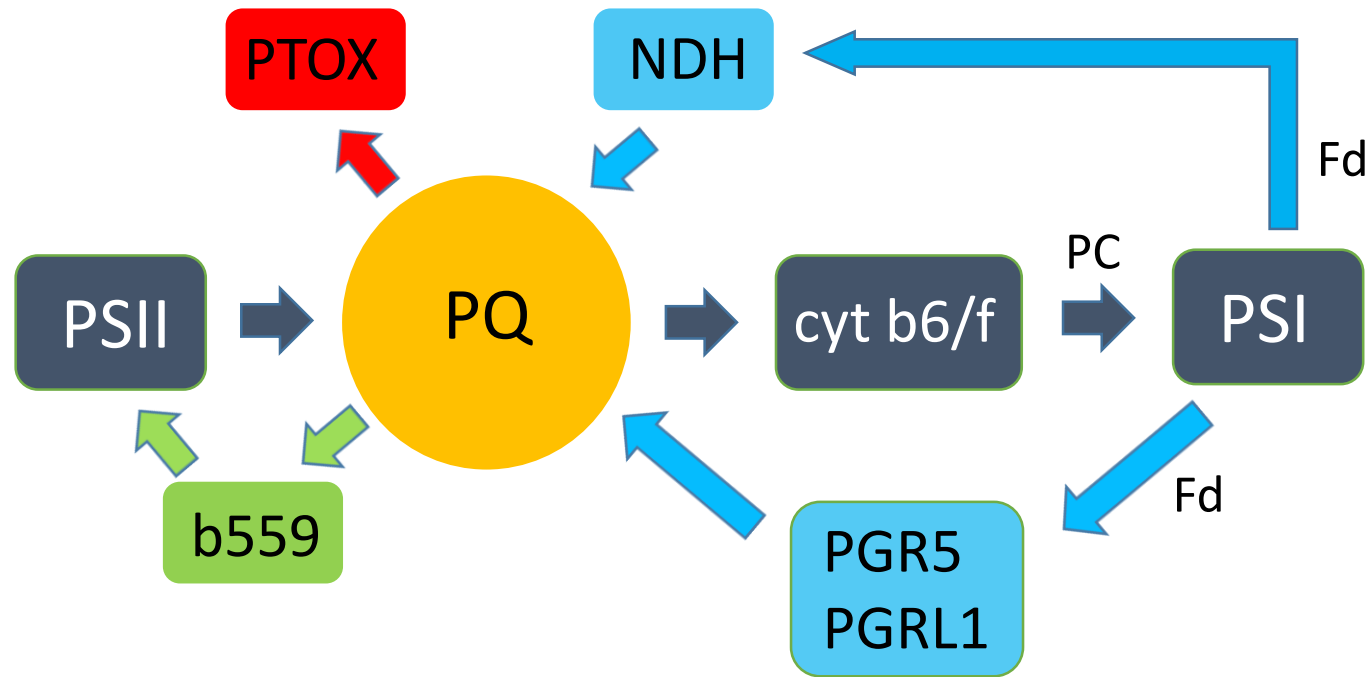 PTOX
NDH
Fd
PC
PSII
PQ
cyt b6/f
PSI
Fd
b559
PGR5
PGRL1